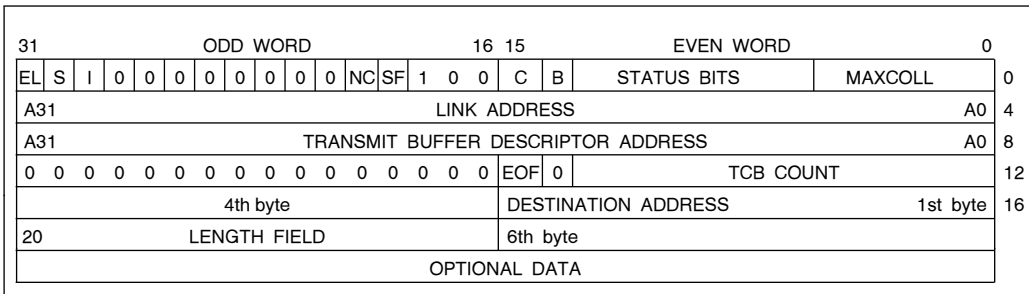 31 ODD WORD 16 15 EVEN WORD 0
EL S I 0 0 0 0 0 0 0 0 NC SF 1 0 0 C B STATUS BITS MAXCOLL 0
A31 LINK ADDRESS A0 4
A31 TRANSMIT BUFFER DESCRIPTOR ADDRESS A0 8
0 0 0 0 0 0 0 0 0 0 0 0 0 0 0 0 EOF 0 TCB COUNT 12
4th byte DESTINATION ADDRESS 1st byte 16
20 LENGTH FIELD 6th byte
OPTIONAL DATA